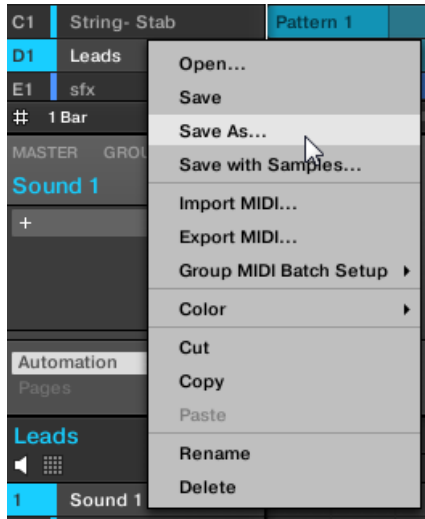 C1 String- Stab Pattern 1
D1 Leads
E1 sfx
1 Bar
MASTER
Sound 1
+
Automation
Pages
Leads
1 Sound 1
Open...
Save
Save As...
Save with Samples...
Import MIDI...
Export MIDI...
Group MIDI Batch Setup
Color
Cut
Copy
Paste
Rename
Delete